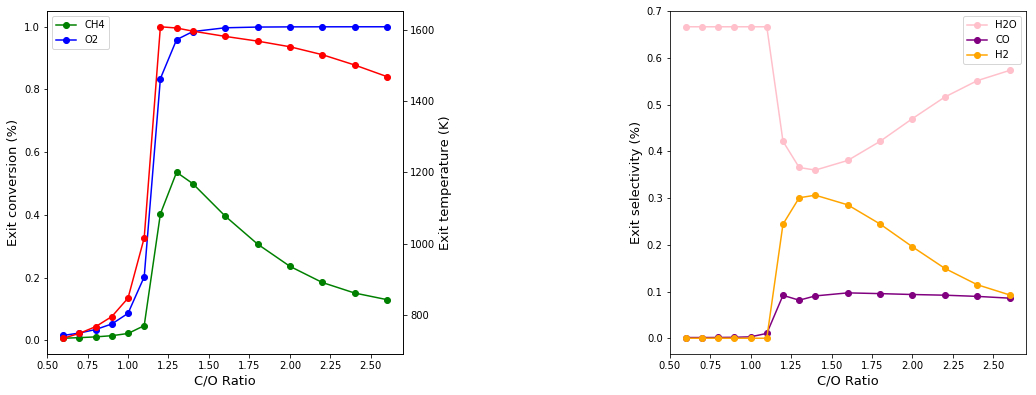 CH4
O2
1.0
0.8
0.6
0.4
0.2
0.0
Exit conversion (%)
0.50 0.75 1.00 1.25 1.50 1.75 2.00 2.25 2.50
C/O Ratio
1600
1400
1200
1000
800
Exit temperature (K)
H2O
CO
H2
0.7
0.6
0.5
0.4
0.3
0.2
0.1
0.0
Exit selectivity (%)
0.50 0.75 1.00 1.25 1.50 1.75 2.00 2.25 2.50
C/O Ratio